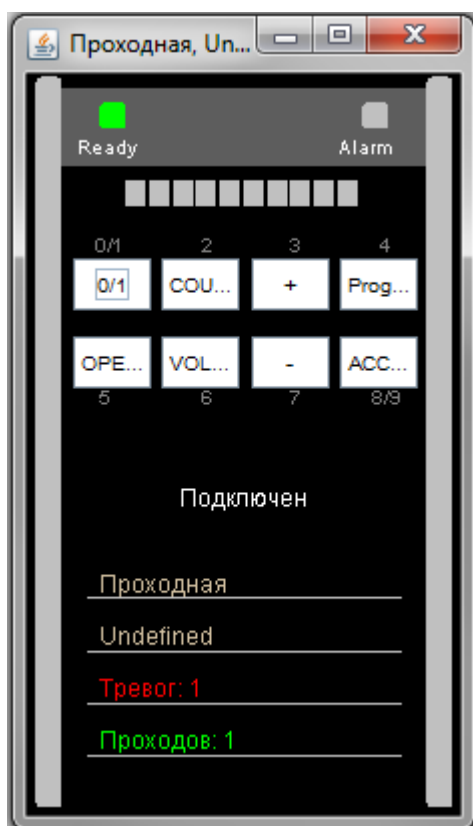 Проходная, Un...
Ready Alarm
0/1 2 3 4
0/1 COU... + Prog...
OPE... VOL... - ACC...
5 6 7 8/9
Подключен
Проходная
Undefined
Тревог: 1
Проходов: 1